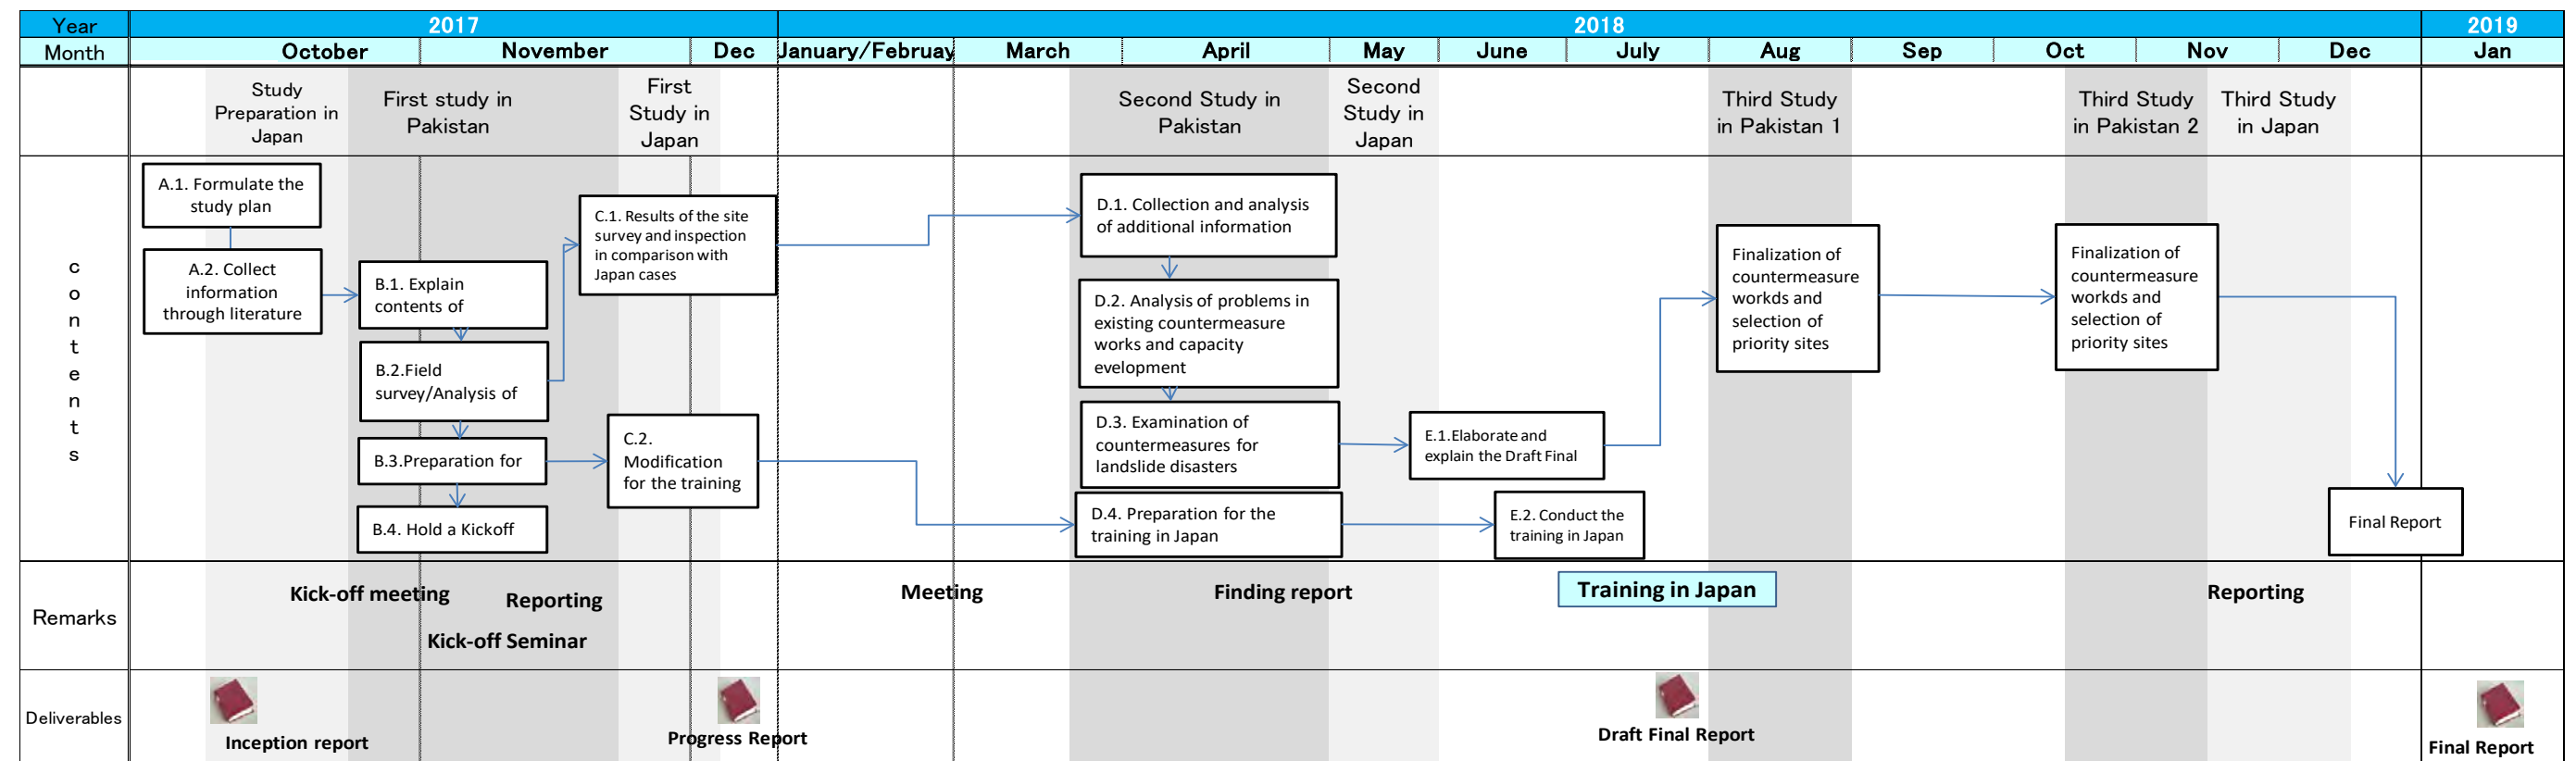 Year
2017
2018
2019
Month
October
November
Dec
January/Februay
March
April
May
June
July
Aug
Sep
Oct
Nov
Dec
Jan
Study
Preparation in
Japan
First study in
Pakistan
First
Study in
Japan
Second Study in
Pakistan
Second
Study in
Japan
Third Study
in Pakistan 1
Third Study
in Pakistan 2
Third Study
in Japan
contents
A.1. Formulate the
study plan
A.2. Collect
information
through literature
B.1. Explain
contents of
B.2.Field
survey/Analysis of
B.3.Preparation for
B.4. Hold a Kickoff
C.1. Results of the site
survey and inspection
in comparison with
Japan cases
C.2.
Modification
for the training
D.1. Collection and analysis
of additional information
D.2. Analysis of problems in
existing countermeasure
works and capacity
evelopment
D.3. Examination of
countermeasures for
landslide disasters
D.4. Preparation for the
training in Japan
E.1.Elaborate and
explain the Draft Final
E.2. Conduct the
training in Japan
Finalization of
countermeasure
workds and
selection of
priority sites
Finalization of
countermeasure
workds and
selection of
priority sites
Final Report
Remarks
Kick-off meeting
Reporting
Kick-off Seminar
Meeting
Finding report
Training in Japan
Reporting
Deliverables
Inception report
Progress Report
Draft Final Report
Final Report